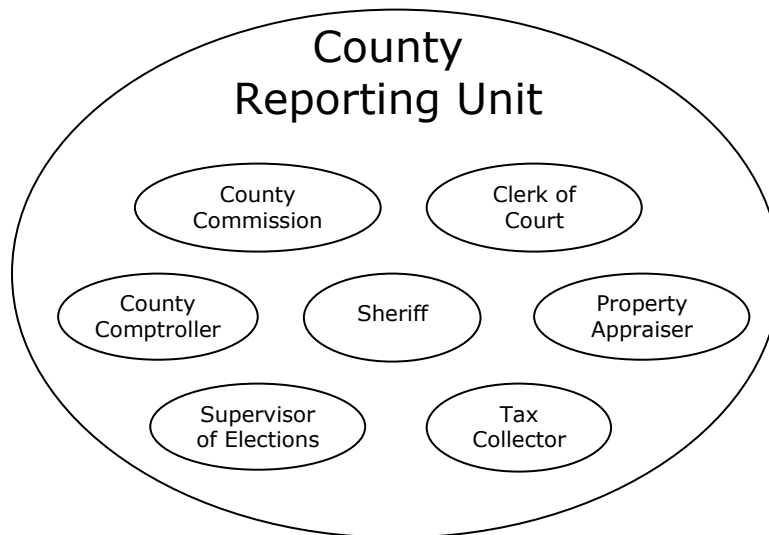 County
Reporting Unit
County
Commission
Clerk of
Court
County
Comptroller
Sheriff
Property
Appraiser
Supervisor
of Elections
Tax
Collector